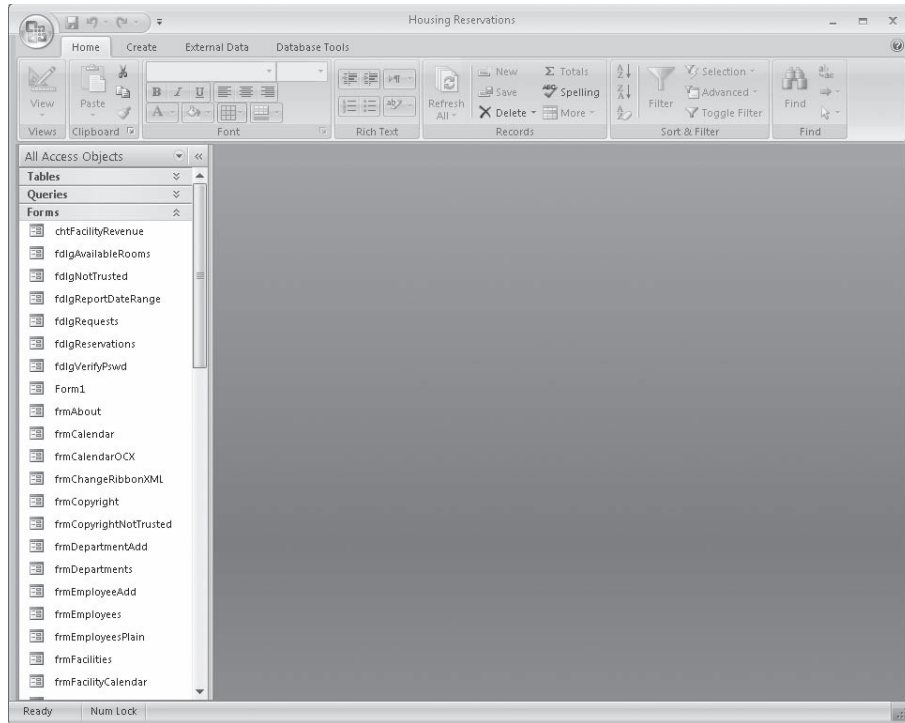 Housing Reservations
Home Create External Data Database Tools
View
Views
Paste
Clipboard
B I U
A
Font
ab
Rich Text
Refresh All
New
Save
Delete
Σ Totals
ABC Spelling
More
Records
A Z
Z A
Filter
Selection
Advanced
Toggle Filter
Sort & Filter
Find
Find
All Access Objects
Tables
Queries
Forms
chtFacilityRevenue
fdlgAvailableRooms
fdlgNotTrusted
fdlgReportDateRange
fdlgRequests
fdlgReservations
fdlgVerifyPswd
Form1
frmAbout
frmCalendar
frmCalendarOCX
frmChangeRibbonXML
frmCopyright
frmCopyrightNotTrusted
frmDepartmentAdd
frmDepartments
frmEmployeeAdd
frmEmployees
frmEmployeesPlain
frmFacilities
frmFacilityCalendar
Ready Num Lock